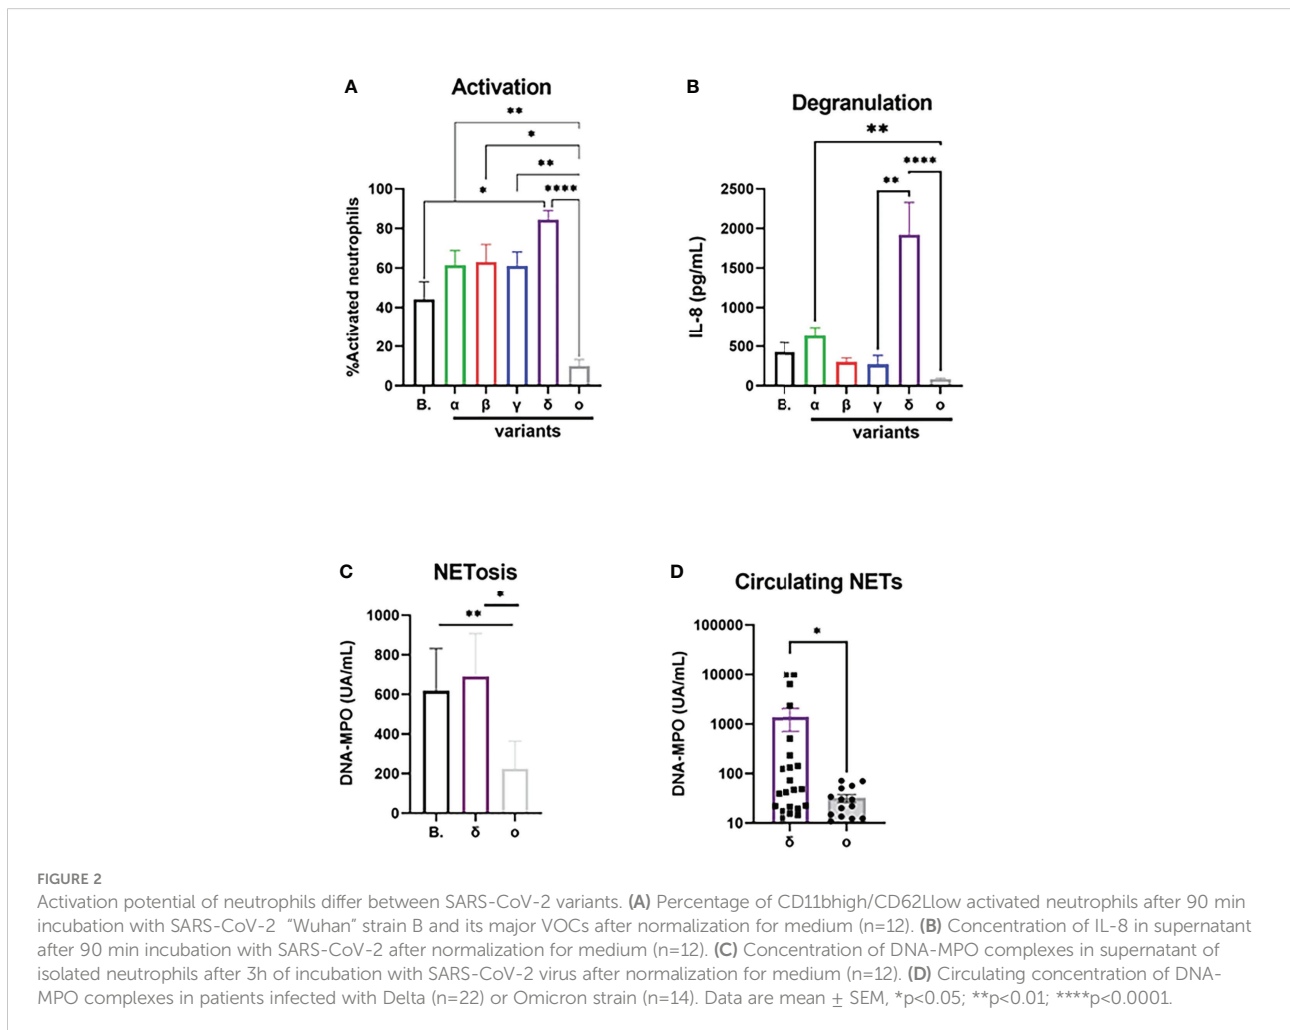 A
Activation
**
*
**
*
****
%Activated neutrophils
100
80
60
40
20
0
B.
α
β
γ
δ
ο
variants
B
Degranulation
**
****
**
IL-8 (pg/mL)
2500
2000
1500
1000
500
0
B.
α
β
γ
δ
ο
variants
C
NETosis
*
**
DNA-MPO (UA/mL)
1000
800
600
400
200
0
B.
δ
ο
D
Circulating NETs
*
DNA-MPO (UA/mL)
100000
10000
1000
100
10
δ
ο
FIGURE 2
Activation potential of neutrophils differ between SARS-CoV-2 variants. (A) Percentage of CD11bhigh/CD62Llow activated neutrophils after 90 min
incubation with SARS-CoV-2 "Wuhan" strain B and its major VOCs after normalization for medium (n=12). (B) Concentration of IL-8 in supernatant
after 90 min incubation with SARS-CoV-2 after normalization for medium (n=12). (C) Concentration of DNA-MPO complexes in supernatant of
isolated neutrophils after 3h of incubation with SARS-CoV-2 virus after normalization for medium (n=12). (D) Circulating concentration of DNA-
MPO complexes in patients infected with Delta (n=22) or Omicron strain (n=14). Data are mean ± SEM, *p<0.05; **p<0.01; ****p<0.0001.